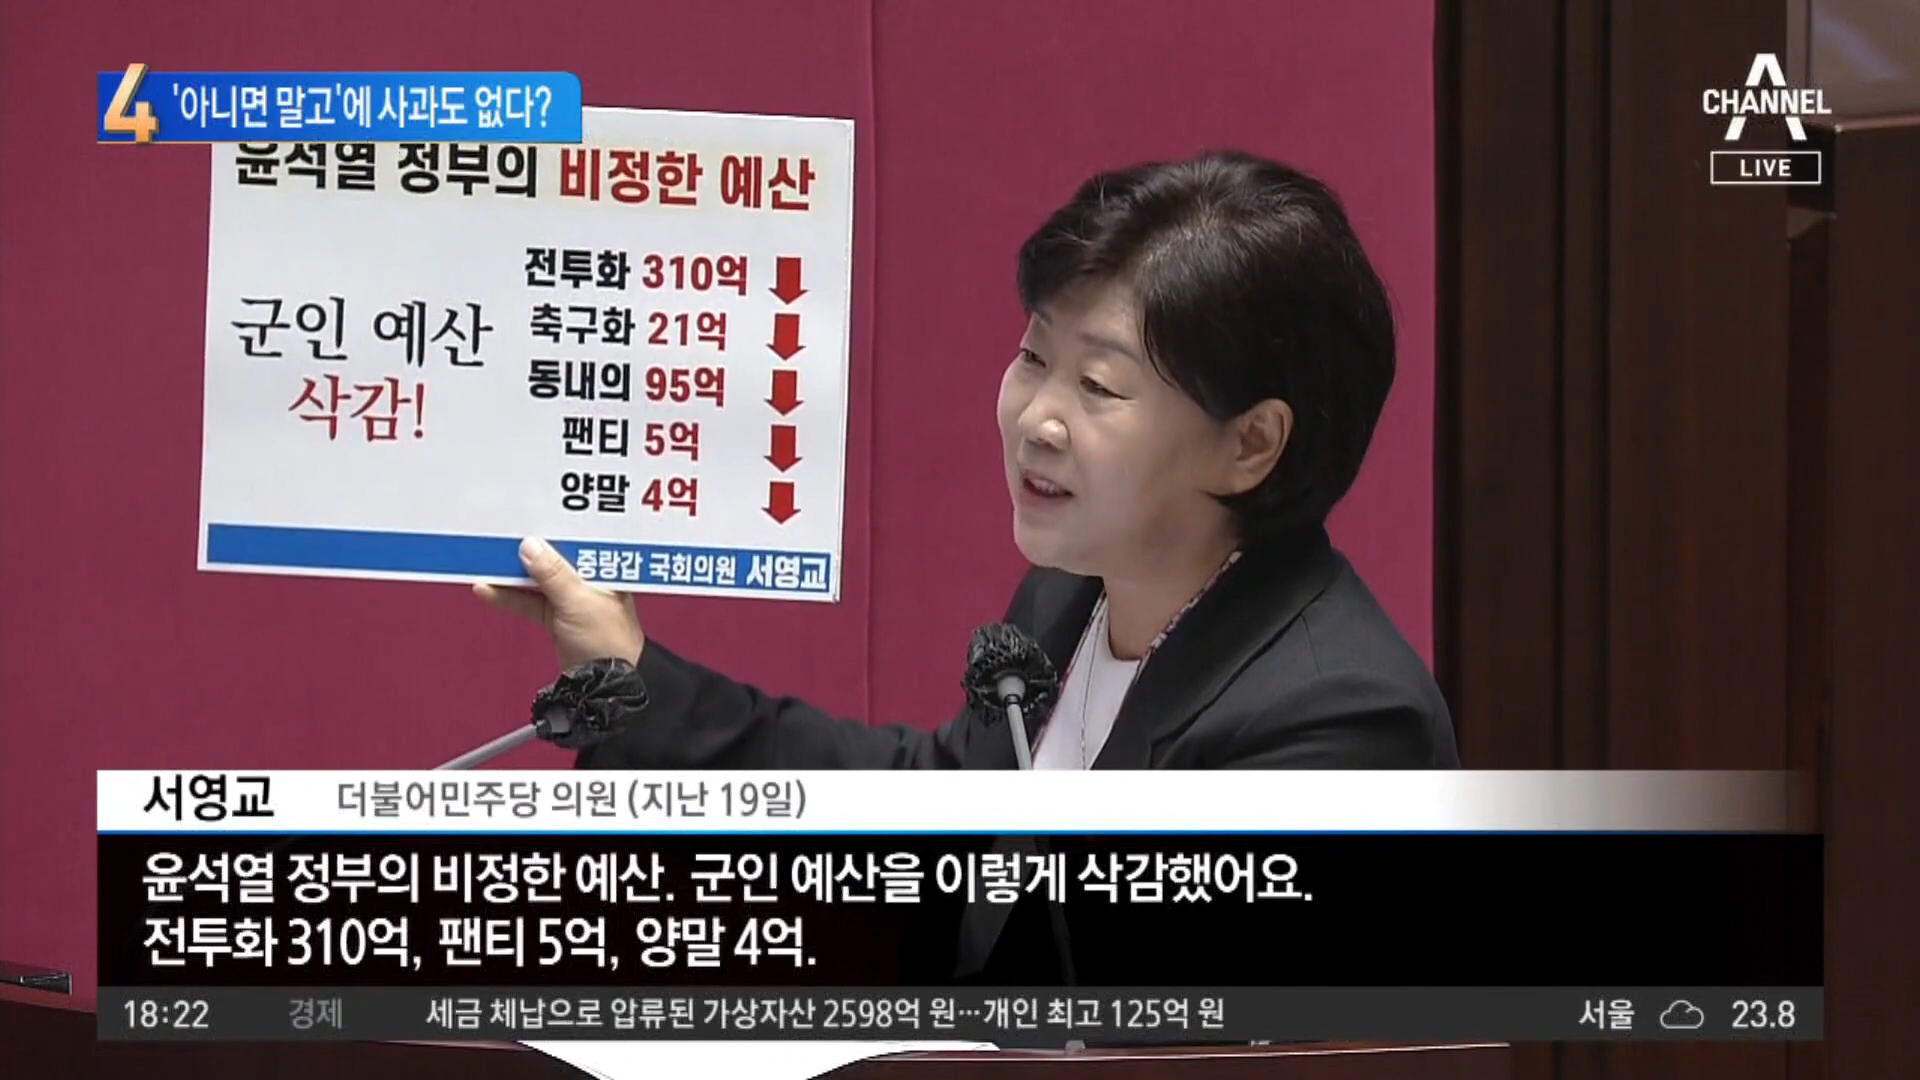 4 '아니면 말고'에 사과도 없다?
CHANNEL A
LIVE
윤석열 정부의 비정한 예산
군인 예산
삭감!
전투화 310억
축구화 21억
동내의 95억
팬티 5억
양말 4억
중랑갑 국회의원 서영교
서영교 더불어민주당 의원 (지난 19일)
윤석열 정부의 비정한 예산. 군인 예산을 이렇게 삭감했어요.
전투화 310억, 팬티 5억, 양말 4억.
18:22 경제 세금 체납으로 압류된 가상자산 2598억 원…개인 최고 125억 원 서울 23.8